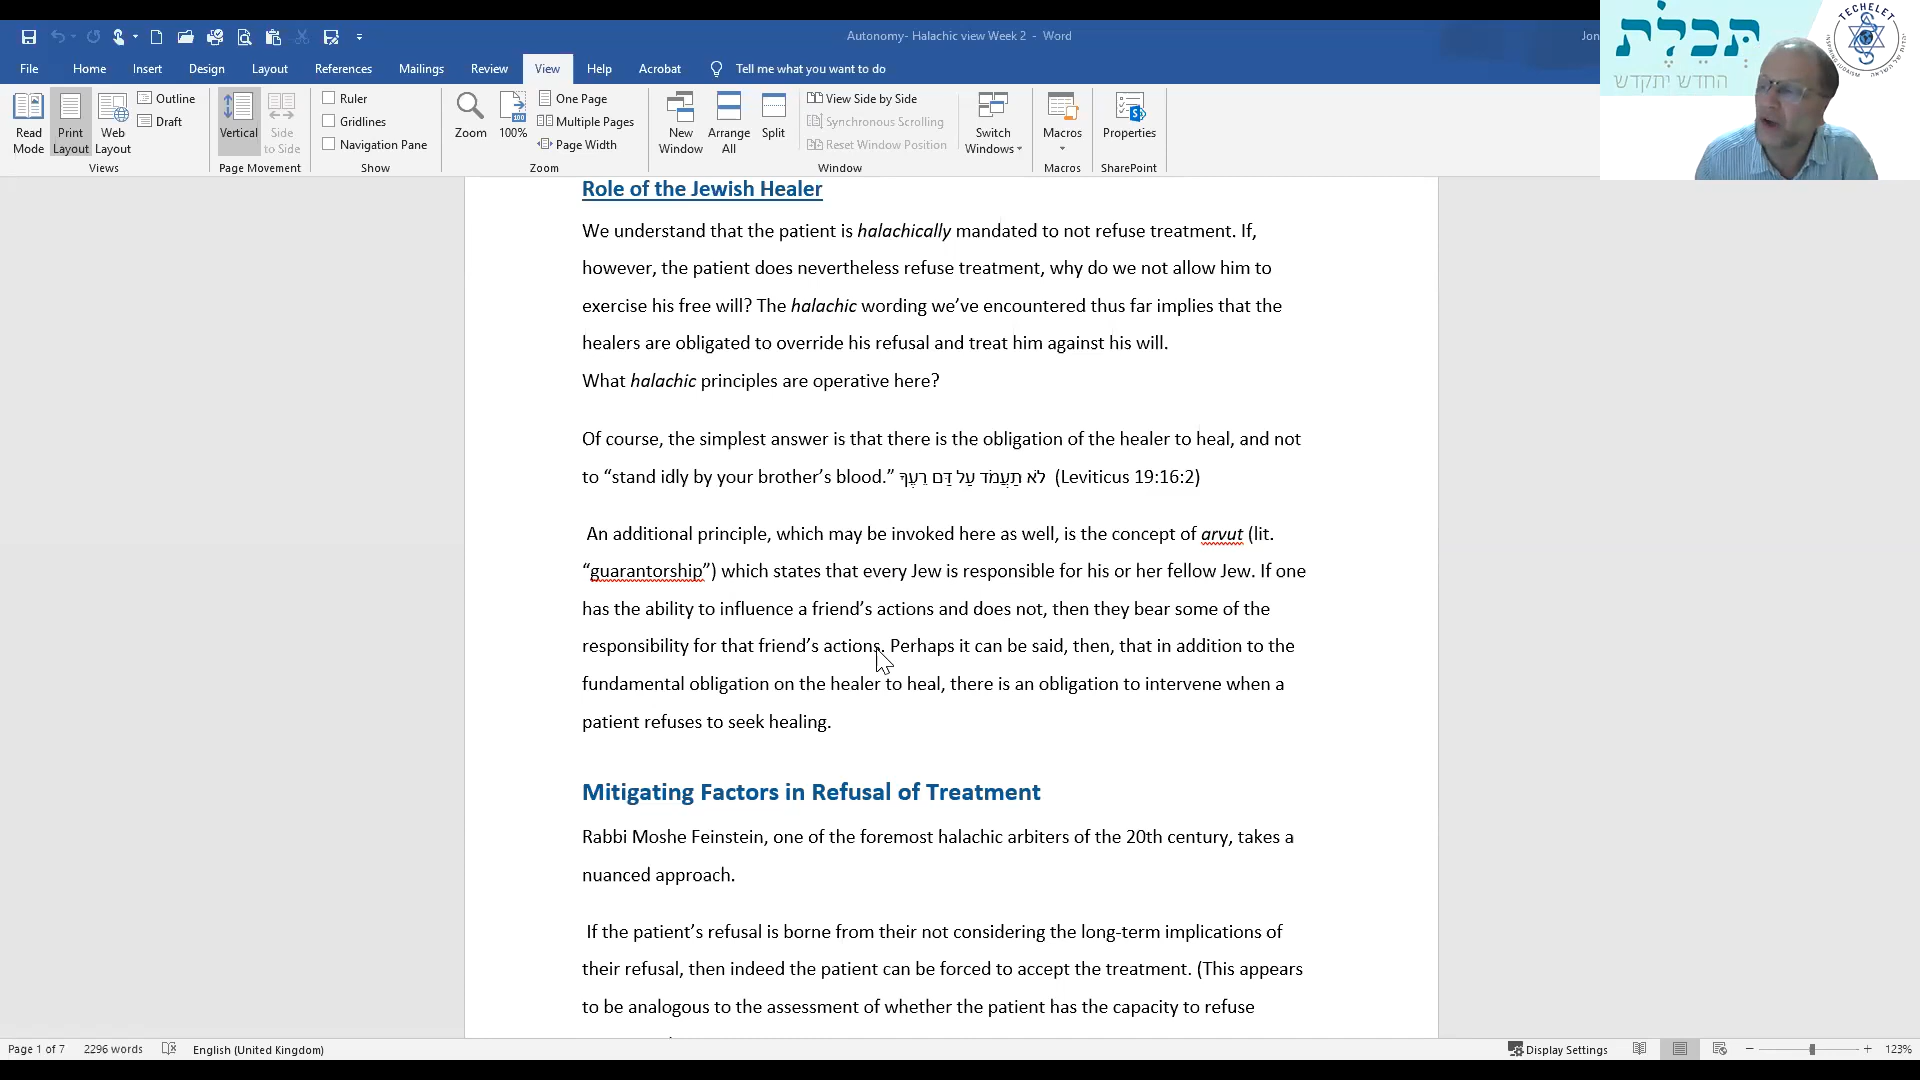 Autonomy- Halachic view Week 2 - Word
Jon
File Home Insert Design Layout References Mailings Review View Help Acrobat Tell me what you want to do
Read Mode
Print Layout
Web Layout
Outline
Draft
Views
Vertical
Side to Side
Page Movement
Ruler
Gridlines
Navigation Pane
Show
Zoom
100%
One Page
Multiple Pages
Page Width
Zoom
New Window
Arrange All
Split
View Side by Side
Synchronous Scrolling
Reset Window Position
Window
Switch Windows
Macros
Macros
Properties
SharePoint
תְּכֵלֶת
החדש יתקדש
TECHELET
Role of the Jewish Healer
We understand that the patient is halachically mandated to not refuse treatment. If,
however, the patient does nevertheless refuse treatment, why do we not allow him to
exercise his free will? The halachic wording we’ve encountered thus far implies that the
healers are obligated to override his refusal and treat him against his will.
What halachic principles are operative here?
Of course, the simplest answer is that there is the obligation of the healer to heal, and not
to “stand idly by your brother’s blood.” לֹא תַעֲמֹד עַל דַּם רֵעֶךָ (Leviticus 19:16:2)
An additional principle, which may be invoked here as well, is the concept of arvut (lit.
“guarantorship”) which states that every Jew is responsible for his or her fellow Jew. If one
has the ability to influence a friend’s actions and does not, then they bear some of the
responsibility for that friend’s actions. Perhaps it can be said, then, that in addition to the
fundamental obligation on the healer to heal, there is an obligation to intervene when a
patient refuses to seek healing.
Mitigating Factors in Refusal of Treatment
Rabbi Moshe Feinstein, one of the foremost halachic arbiters of the 20th century, takes a
nuanced approach.
If the patient’s refusal is borne from their not considering the long-term implications of
their refusal, then indeed the patient can be forced to accept the treatment. (This appears
to be analogous to the assessment of whether the patient has the capacity to refuse
Page 1 of 7 2296 words English (United Kingdom) Display Settings 123%